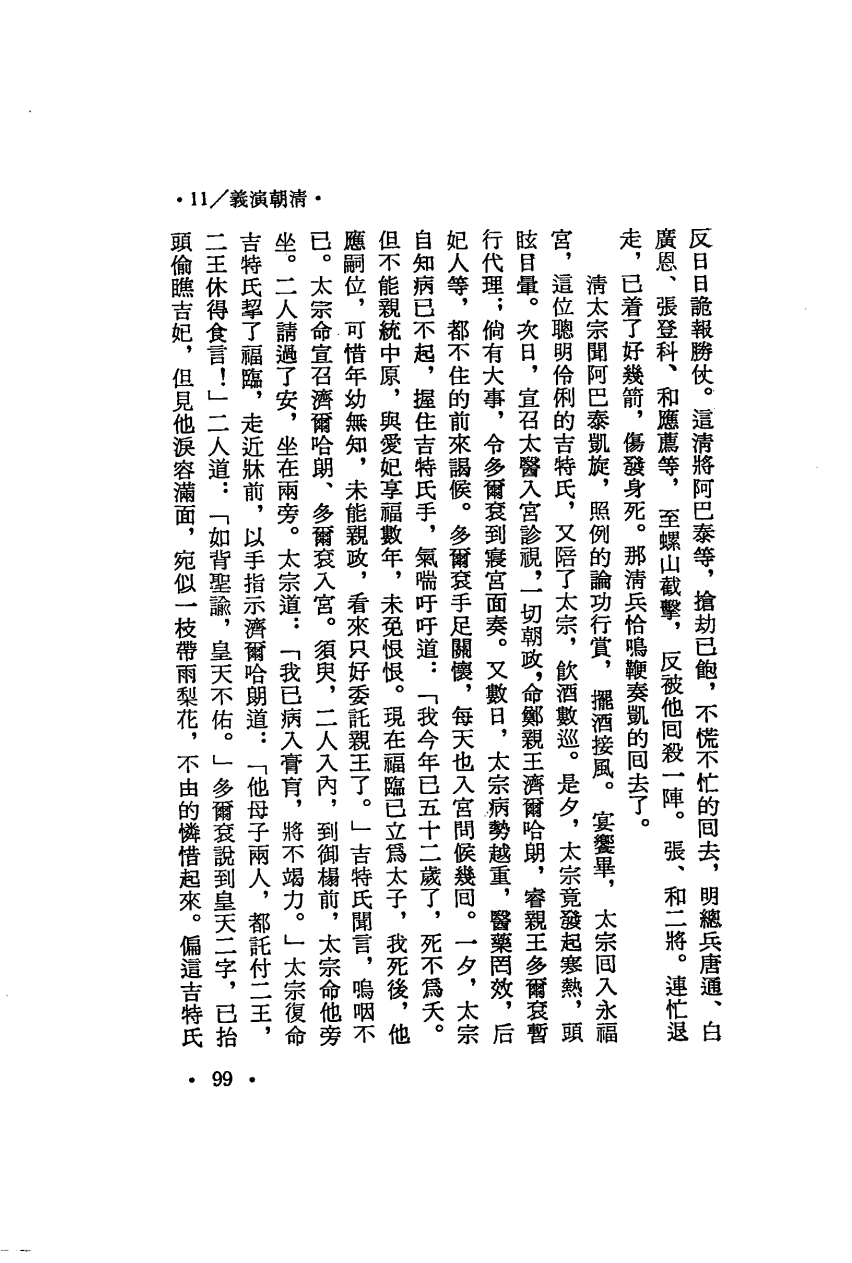 •11／義演朝清•
反日日詭報勝仗。這清將阿巴泰等，搶劫已飽，不慌不忙的回去，明總兵唐通、白
廣恩、張登科、和應薦等，至螺山截擊，反被他回殺一陣。張、和二將。連忙退
走，已着了好幾箭，傷發身死。那清兵恰鳴鞭奏凱的回去了。
清太宗聞阿巴泰凱旋，照例的論功行賞，擺酒接風。宴饗畢，太宗回入永福
宮，這位聰明伶俐的吉特氏，又陪了太宗，飲酒數巡。是夕，太宗竟發起寒熱，頭
眩目暈。次日，宣召太醫入宮診視，一切朝政，命鄭親王濟爾哈朗，睿親王多爾袞暫
行代理；倘有大事，令多爾袞到寢宮面奏。又數日，太宗病勢越重，醫藥罔效，后
妃人等，都不住的前來謁候。多爾袞手足關懷，每天也入宮問候幾回。一夕，太宗
自知病已不起，握住吉特氏手，氣喘吁吁道：「我今年已五十二歲了，死不爲夭。
但不能親統中原，與愛妃享福數年，未免恨恨。現在福臨已立爲太子，我死後，他
應嗣位，可惜年幼無知，未能親政，看來只好委託親王了。」吉特氏聞言，嗚咽不
已。太宗命宣召濟爾哈朗、多爾袞入宮。須臾，二人入內，到御榻前，太宗命他旁
坐。二人請過了安，坐在兩旁。太宗道：「我已病入膏肓，將不竭力。」太宗復命
吉特氏挈了福臨，走近牀前，以手指示濟爾哈朗道：「他母子兩人，都託付二王，
二王休得食言！」二人道：「如背聖諭，皇天不佑。」多爾袞說到皇天二字，已抬
頭偷瞧吉妃，但見他淚容滿面，宛似一枝帶雨梨花，不由的憐惜起來。偏這吉特氏
•99•